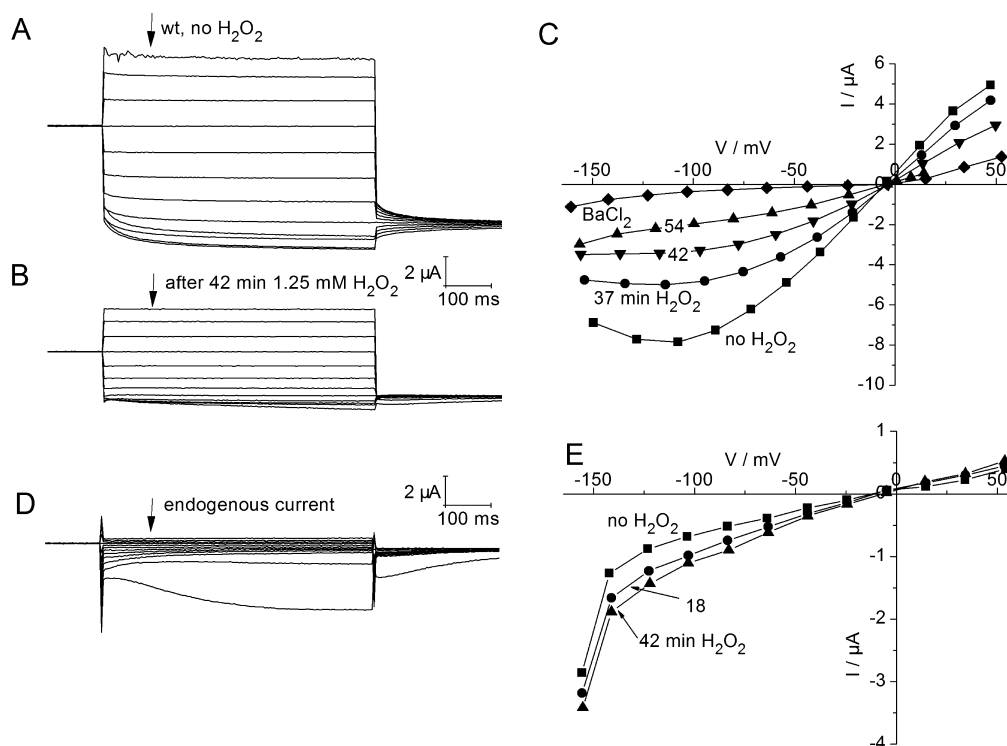 A
wt, no H₂O₂
B
after 42 min 1.25 mM H₂O₂
2 µA
100 ms
D
endogenous current
2 µA
100 ms
C
I / µA
V / mV
6
4
2
0
-2
-4
-6
-8
-10
-150
-100
-50
0
50
BaCl₂
54
42
37 min H₂O₂
no H₂O₂
E
V / mV
I / µA
1
-1
-2
-3
-4
-150
-100
-50
0
50
no H₂O₂
18
42 min H₂O₂